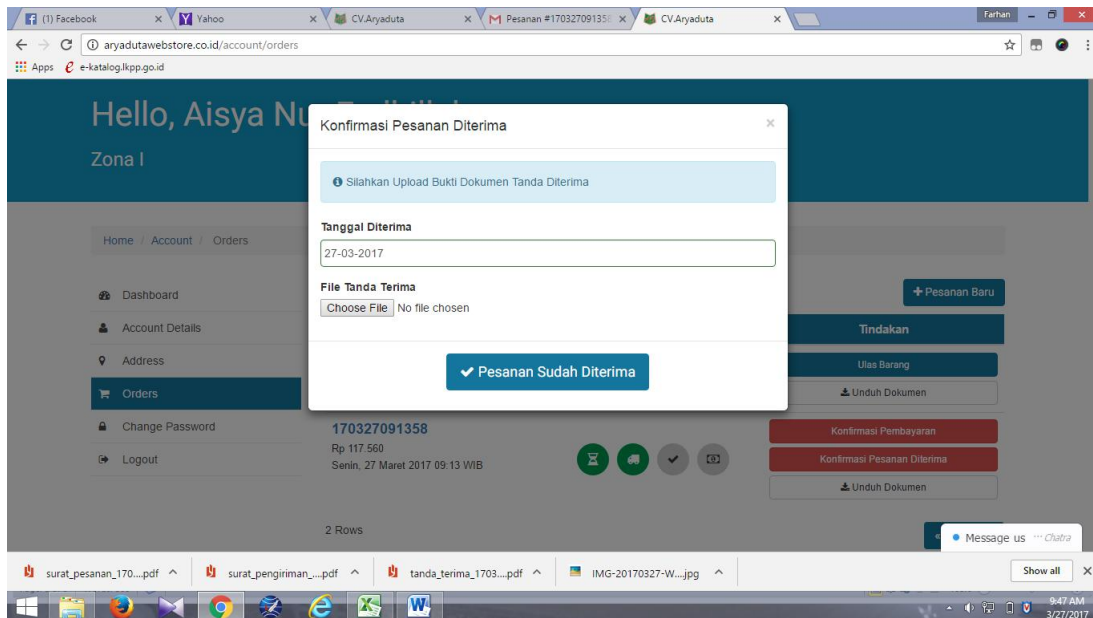 (1) Facebook
Yahoo
CV.Aryaduta
Pesanan #17032709135
CV.Aryaduta
Farhan
aryadutawebstore.co.id/account/orders
Apps
e-katalog.lkpp.go.id
Hello, Aisya Nu
Zona I
Konfirmasi Pesanan Diterima
×
Silahkan Upload Bukti Dokumen Tanda Diterima
Tanggal Diterima
27-03-2017
File Tanda Terima
Choose File No file chosen
Pesanan Sudah Diterima
Home / Account / Orders
Dashboard
Account Details
Address
Orders
Change Password
Logout
+ Pesanan Baru
Tindakan
Ulas Barang
Unduh Dokumen
170327091358
Rp 117.560
Senin, 27 Maret 2017 09:13 WIB
Konfirmasi Pembayaran
Konfirmasi Pesanan Diterima
Unduh Dokumen
2 Rows
Message us Chatra
surat_pesanan_170....pdf
surat_pengiriman_....pdf
tanda_terima_1703....pdf
IMG-20170327-W....jpg
Show all
9:47 AM
3/27/2017